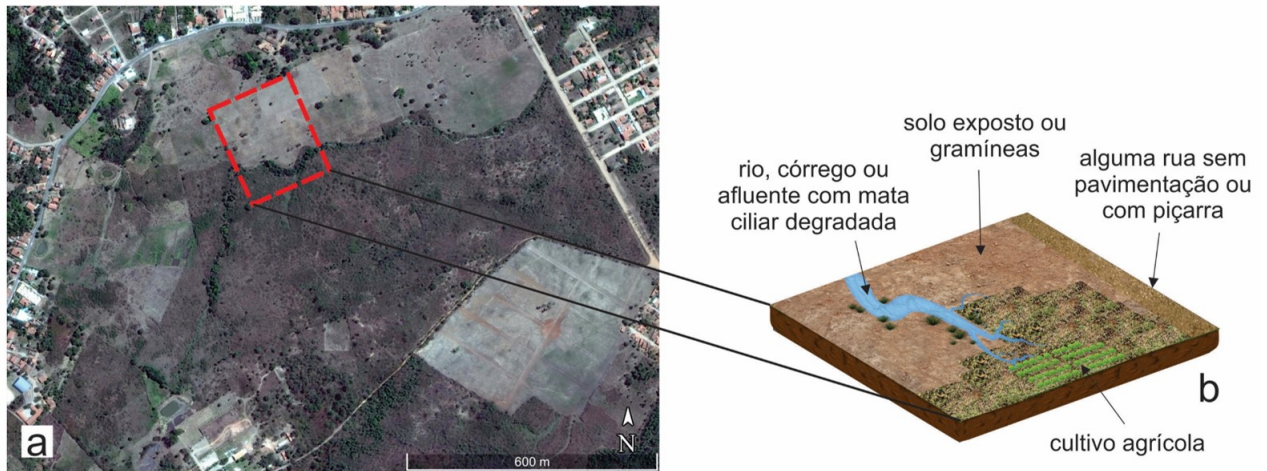 a
N
600 m
rio, córrego ou
afluente com mata
ciliar degradada
solo exposto ou
gramíneas
alguma rua sem
pavimentação ou
com piçarra
b
cultivo agrícola